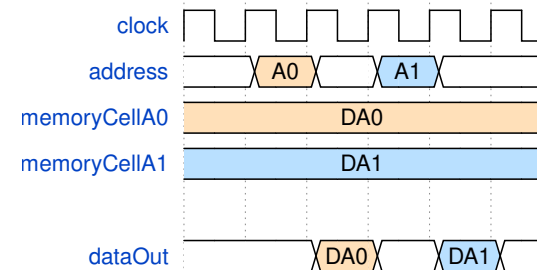 clock
address A0 A1
memoryCellA0 DA0
memoryCellA1 DA1
dataOut DA0 DA1